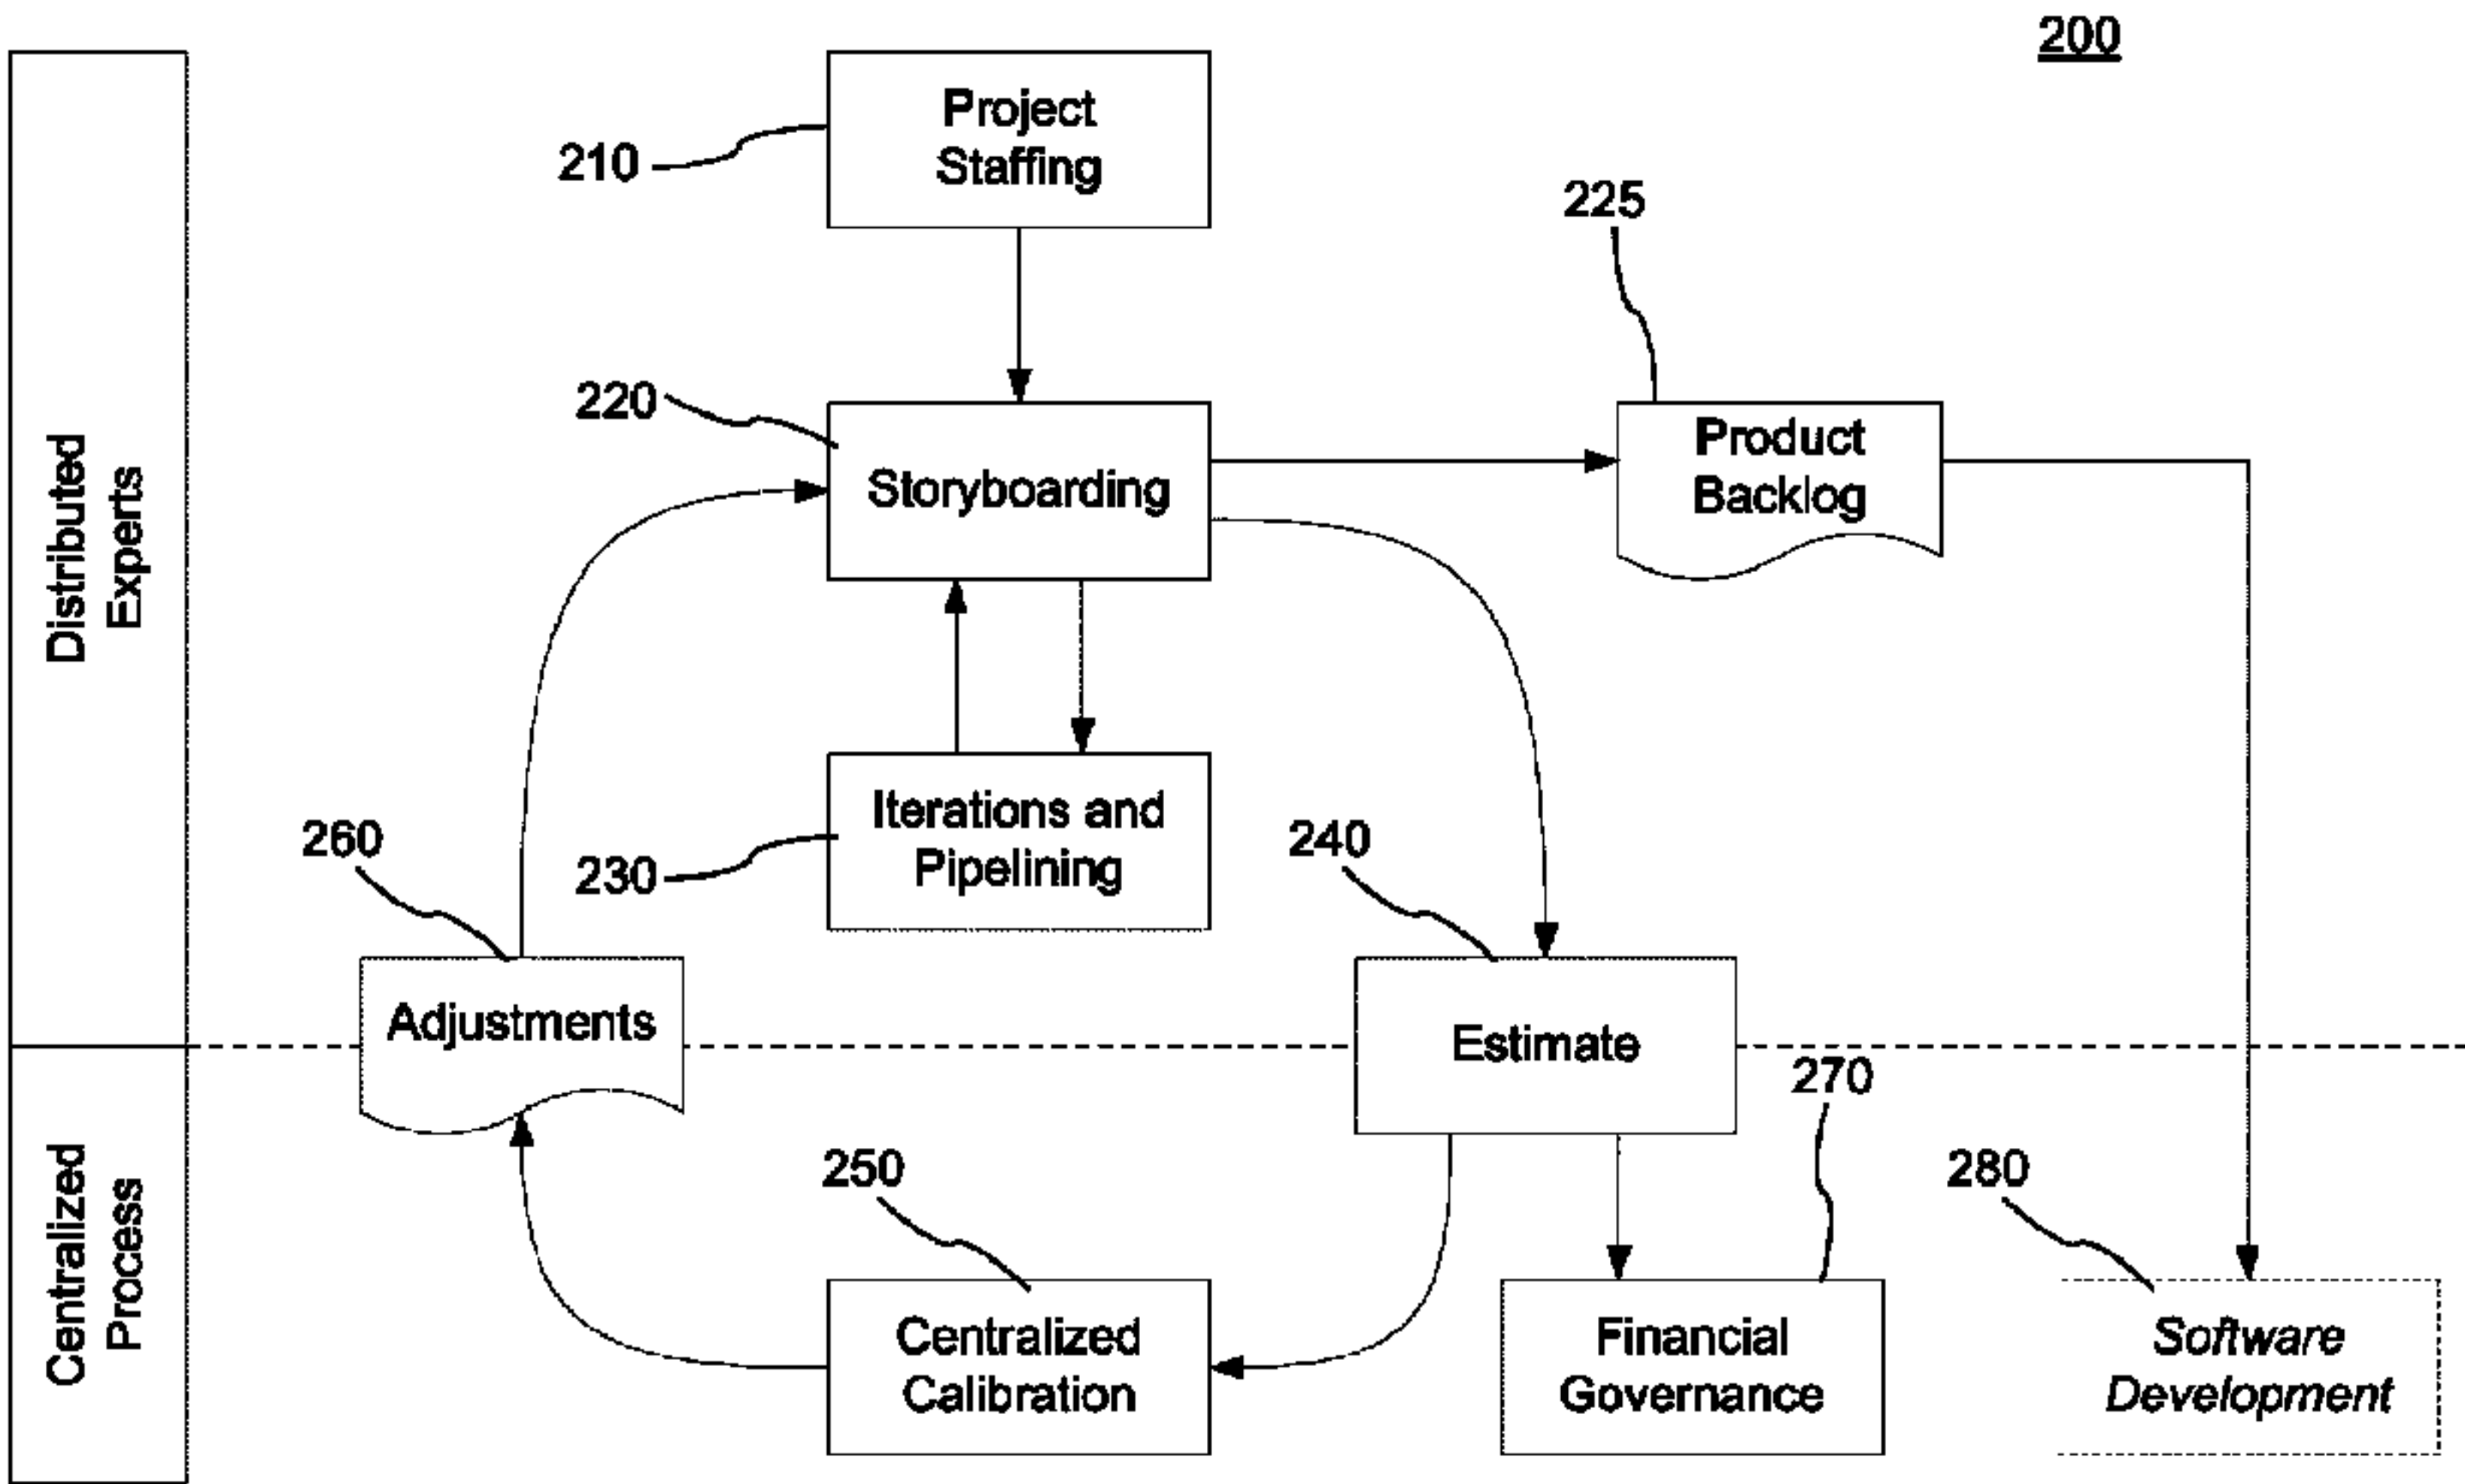 200
Project
Staffing
210
225
220
Storyboarding
Product
Backlog
Distributed
Experts
Iterations and
Pipelining
230
260
240
Adjustments
Estimate
270
250
280
Centralized
Process
Centralized
Calibration
Financial
Governance
Software
Development